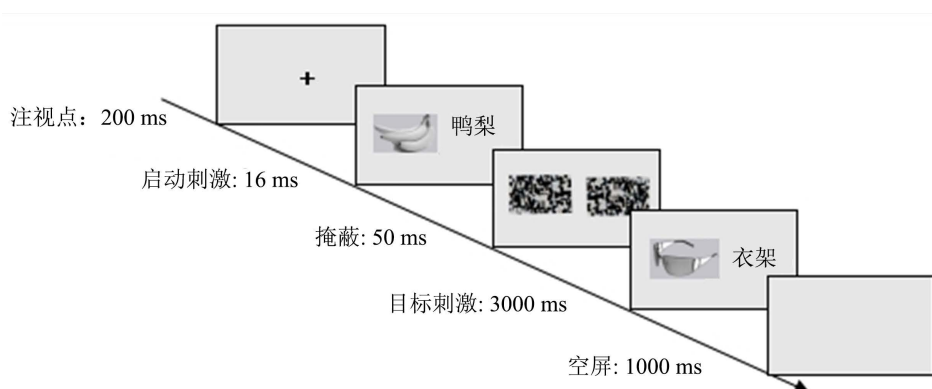 注视点：200 ms
鸭梨
启动刺激: 16 ms
掩蔽: 50 ms
衣架
目标刺激: 3000 ms
空屏: 1000 ms